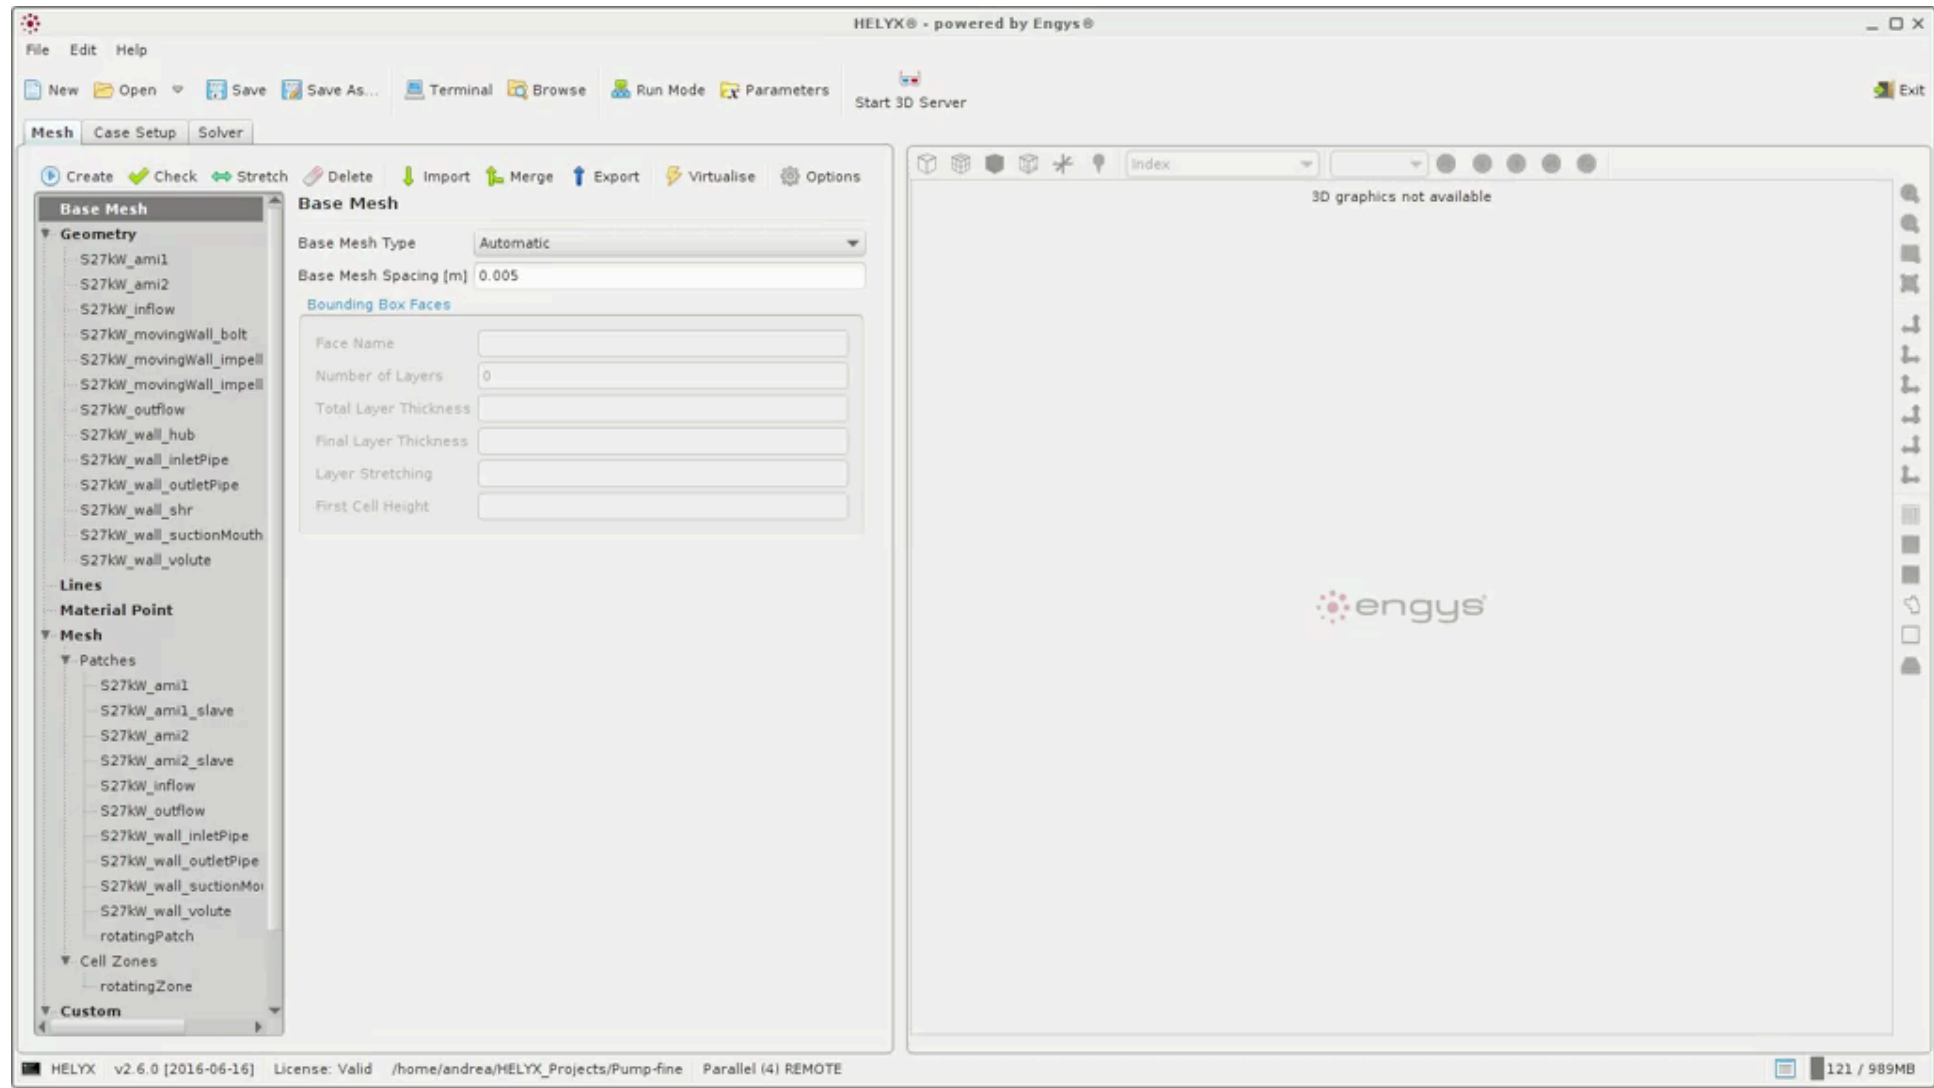 HELYX® - powered by Engys®
File Edit Help
New Open Save Save As... Terminal Browse Run Mode Parameters Start 3D Server Exit
Mesh Case Setup Solver
Create Check Stretch Delete Import Merge Export Virtualise Options
Index
3D graphics not available
Base Mesh
Geometry
S27kW_ami1
S27kW_ami2
S27kW_inflow
S27kW_movingWall_bolt
S27kW_movingWall_impell
S27kW_movingWall_impell
S27kW_outflow
S27kW_wall_hub
S27kW_wall_inletPipe
S27kW_wall_outletPipe
S27kW_wall_shr
S27kW_wall_suctionMouth
S27kW_wall_volute
Lines
Material Point
Mesh
Patches
S27kW_ami1
S27kW_ami1_slave
S27kW_ami2
S27kW_ami2_slave
S27kW_inflow
S27kW_outflow
S27kW_wall_inletPipe
S27kW_wall_outletPipe
S27kW_wall_suctionMou
S27kW_wall_volute
rotatingPatch
Cell Zones
rotatingZone
Custom
Base Mesh
Base Mesh Type Automatic
Base Mesh Spacing [m] 0.005
Bounding Box Faces
Face Name
Number of Layers 0
Total Layer Thickness
Final Layer Thickness
Layer Stretching
First Cell Height
engys®
HELYX v2.6.0 [2016-06-16] License: Valid /home/andrea/HELYX_Projects/Pump-fine Parallel (4) REMOTE 121 / 989MB